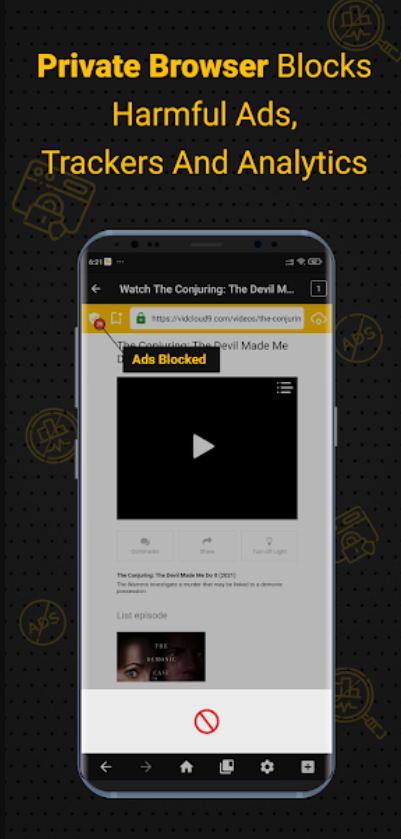 Private Browser Blocks
Harmful Ads,
Trackers And Analytics
6:21
Watch The Conjuring: The Devil M...
1
https://vidcloud9.com/videos/the-conjurin
The Conjuring: The Devil Made Me
Ads Blocked
Comments
Share
Turn off Light
The Conjuring: The Devil Made Me Do It (2021)
The Warrens investigate a murder that may be linked to a demonic
possession.
List episode
THE
DEMONIC
CASE
ADS
ADS